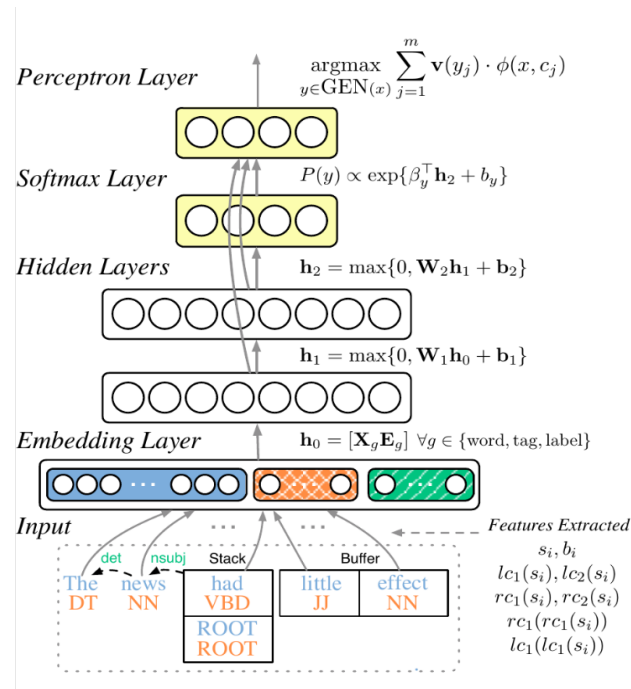 Perceptron Layer
argmax_{y∈GEN(x)} ∑_{j=1}^{m} v(y_j) · ϕ(x, c_j)
Softmax Layer
P(y) ∝ exp{β_y^⊤ h_2 + b_y}
Hidden Layers
h_2 = max{0, W_2 h_1 + b_2}
h_1 = max{0, W_1 h_0 + b_1}
Embedding Layer
h_0 = [X_g E_g] ∀g ∈ {word, tag, label}
... ... ...
Input
... ...
Features Extracted
det nsubj Stack Buffer
s_i, b_i
The news had little effect
lc_1(s_i), lc_2(s_i)
DT NN VBD JJ NN
rc_1(s_i), rc_2(s_i)
ROOT
rc_1(rc_1(s_i))
ROOT
lc_1(lc_1(s_i))